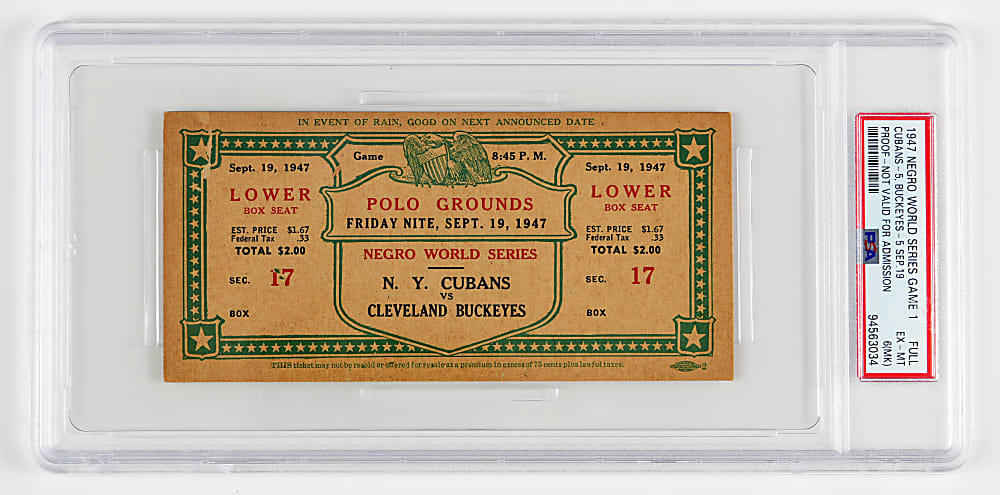 IN EVENT OF RAIN, GOOD ON NEXT ANNOUNCED DATE .
Sept. 19, 1947
LOWER
BOX SEAT
EST. PRICE $1.67
Federal Tax .33
TOTAL $2.00
SEC. 17
BOX
Game 8:45 P. M.
POLO GROUNDS
FRIDAY NITE, SEPT. 19, 1947
NEGRO WORLD SERIES
N. Y. CUBANS
VS
CLEVELAND BUCKEYES
Sept. 19, 1947
LOWER
BOX SEAT
EST. PRICE $1.67
Federal Tax .33
TOTAL $2.00
SEC. 17
BOX
THIS ticket may not be resold or offered for resale at a premium in excess of 75 cents plus lawful taxes.
2
1947 NEGRO WORLD SERIES GAME 1 FULL
CUBANS-5, BUCKEYES-5 SEP.19 EX-MT
PROOF-NOT VALID FOR ADMISSION 6(MK)
PSA
94563034